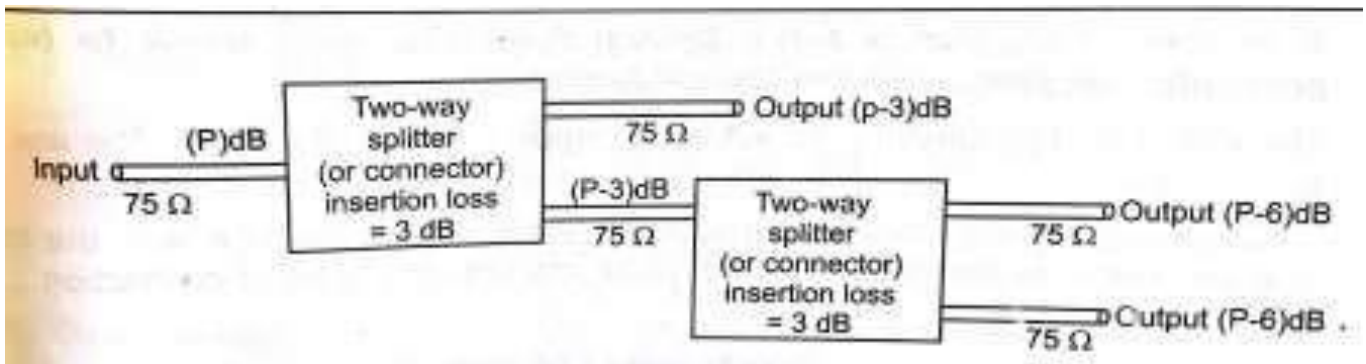 Input
(P)dB
75 Ω
Two-way
splitter
(or connector)
insertion loss
= 3 dB
75 Ω
Output (p-3)dB
(P-3)dB
75 Ω
Two-way
splitter
(or connector)
insertion loss
= 3 dB
75 Ω
Output (P-6)dB
75 Ω
Output (P-6)dB